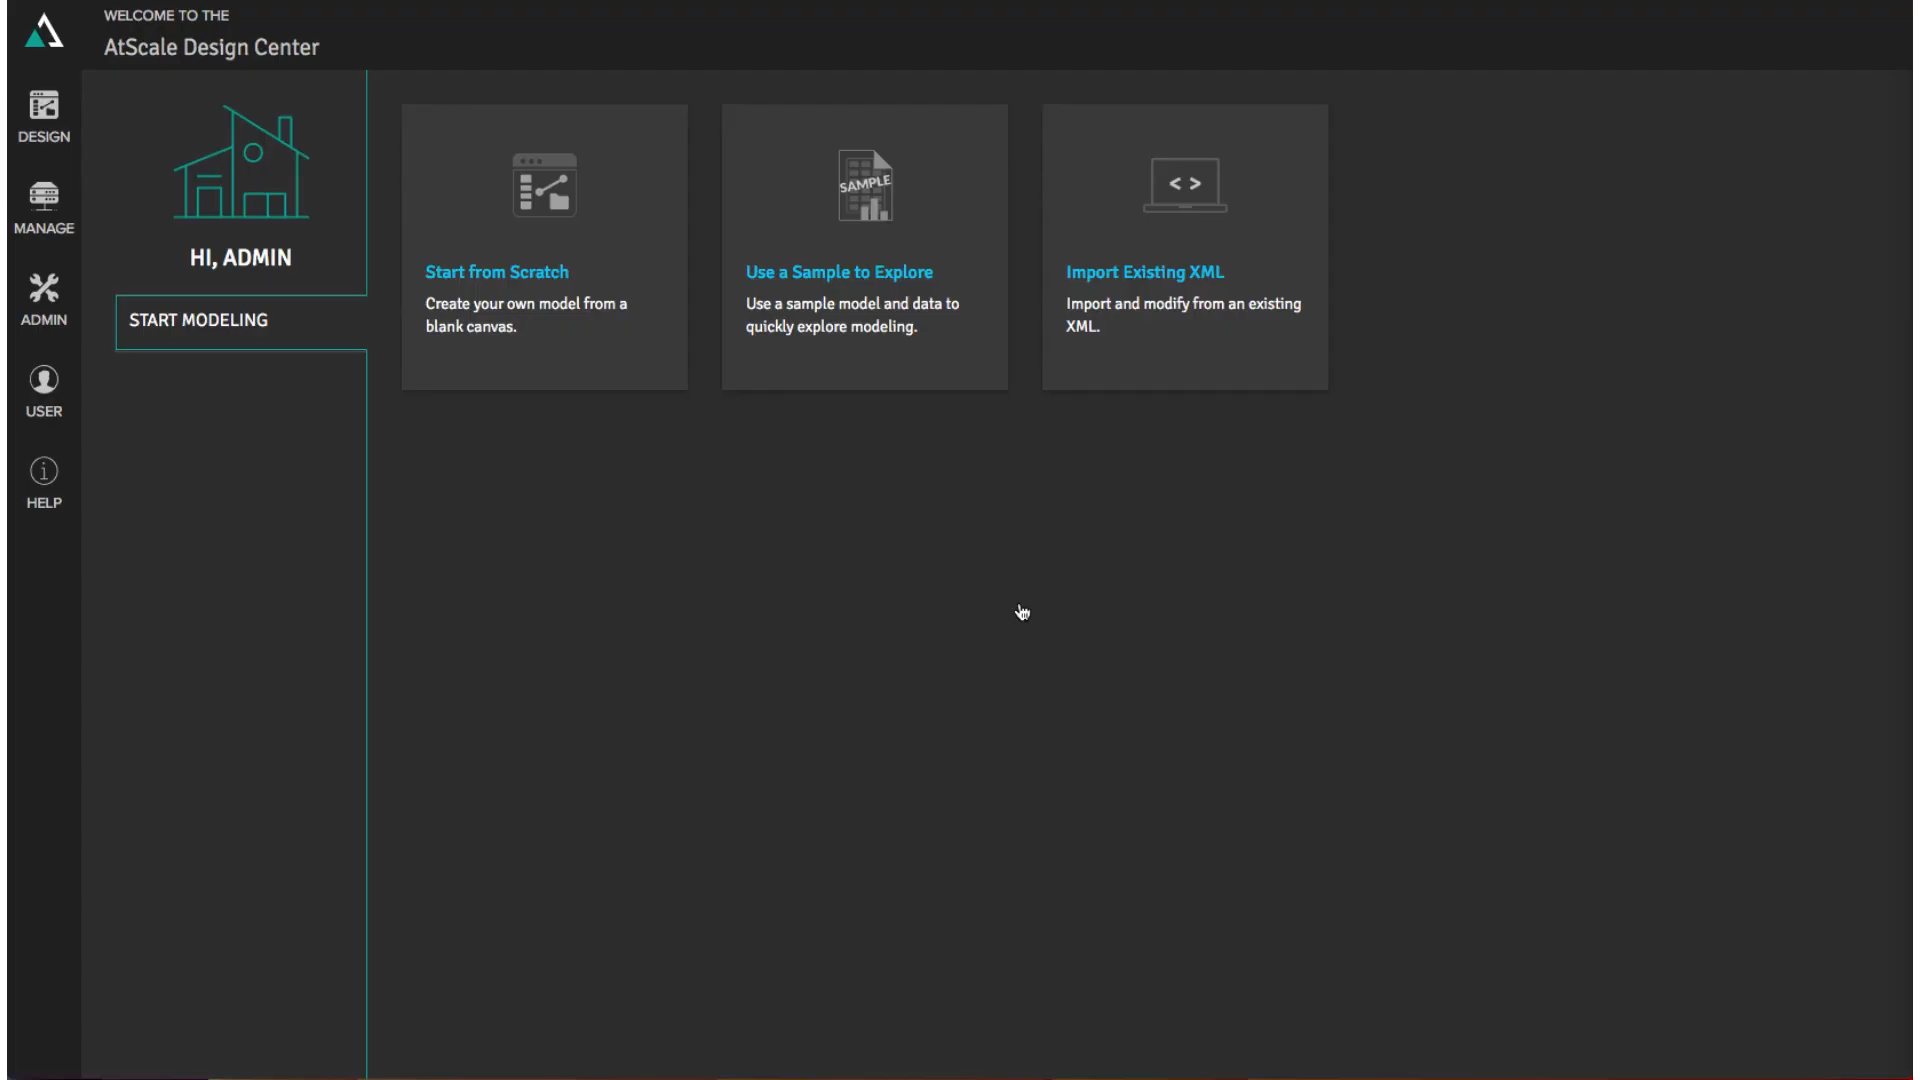 WELCOME TO THE
AtScale Design Center
DESIGN
MANAGE
ADMIN
USER
HELP
HI, ADMIN
START MODELING
Start from Scratch
Create your own model from a
blank canvas.
SAMPLE
Use a Sample to Explore
Use a sample model and data to
quickly explore modeling.
< >
Import Existing XML
Import and modify from an existing
XML.